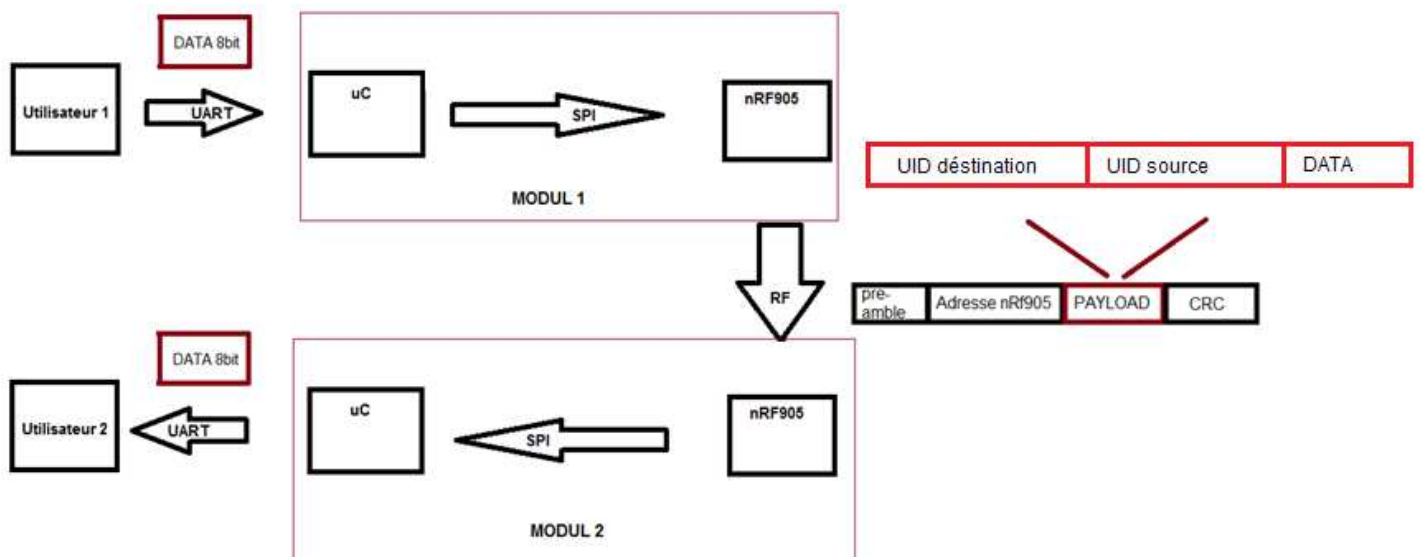 DATA 8bit
Utilisateur 1
UART
uC
SPI
nRF905
MODUL 1
UID déstination
UID source
DATA
RF
pre-
amble
Adresse nRf905
PAYLOAD
CRC
DATA 8bit
Utilisateur 2
UART
uC
SPI
nRF905
MODUL 2